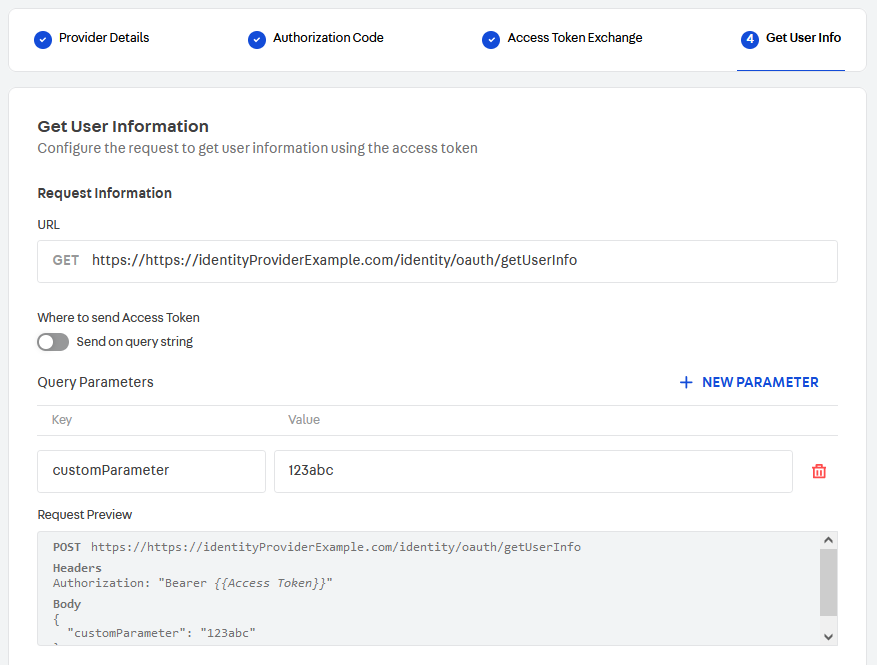 Provider Details
Authorization Code
Access Token Exchange
4 Get User Info
Get User Information
Configure the request to get user information using the access token
Request Information
URL
GET https://https://identityProviderExample.com/identity/oauth/getUserInfo
Where to send Access Token
Send on query string
Query Parameters
+ NEW PARAMETER
Key Value
customParameter 123abc
Request Preview
POST https://https://identityProviderExample.com/identity/oauth/getUserInfo
Headers
Authorization: "Bearer {{Access Token}}"
Body
{
"customParameter": "123abc"